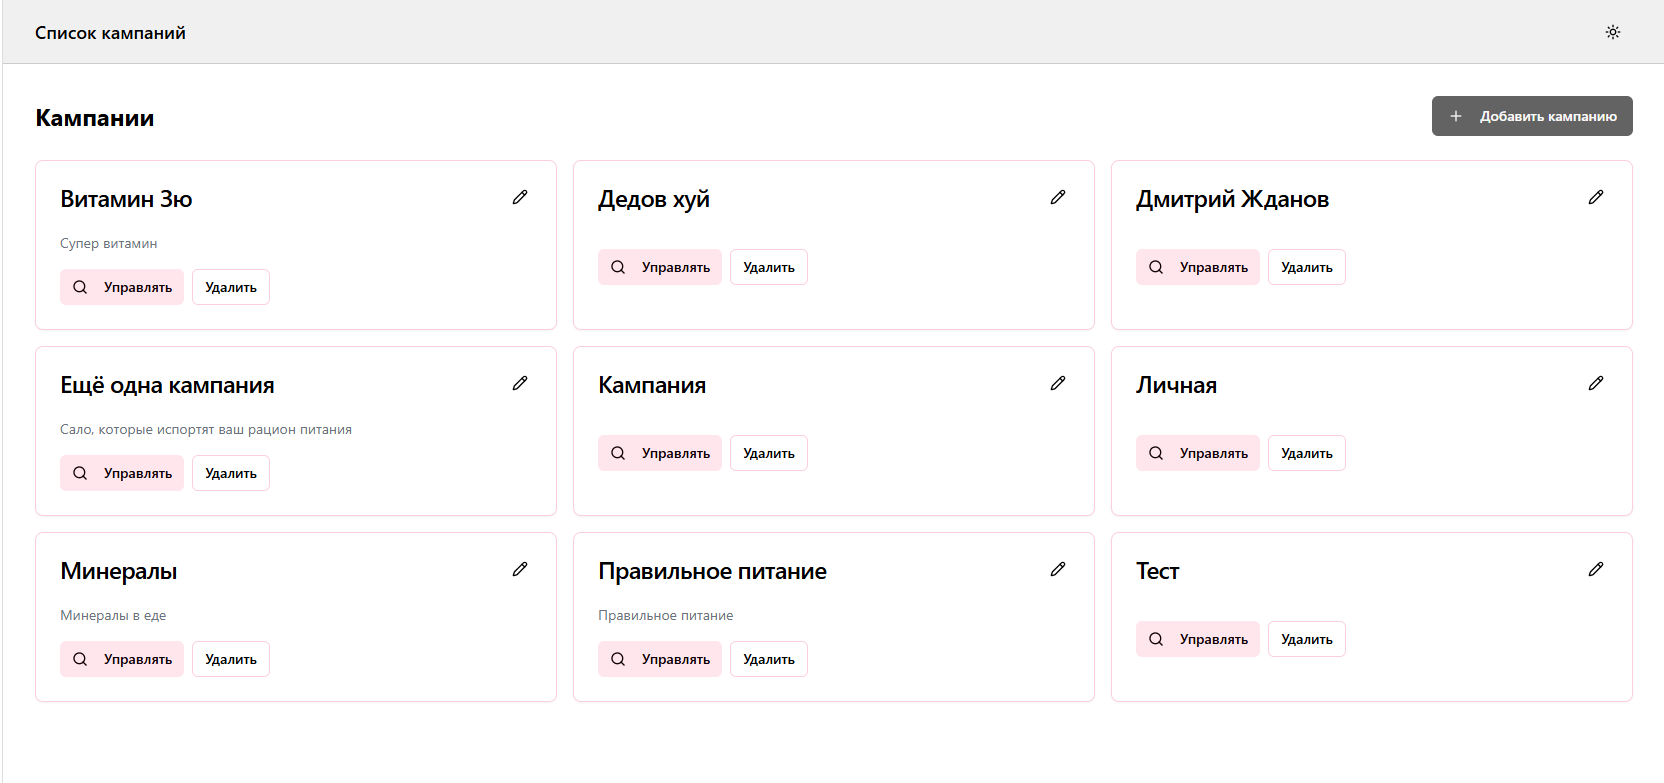 Список кампаний
Кампании
Добавить кампанию
Витамин Зю
Супер витамин
Управлять
Удалить
Дедов хуй
Управлять
Удалить
Дмитрий Жданов
Управлять
Удалить
Ещё одна кампания
Сало, которые испортят ваш рацион питания
Управлять
Удалить
Кампания
Управлять
Удалить
Личная
Управлять
Удалить
Минералы
Минералы в еде
Управлять
Удалить
Правильное питание
Правильное питание
Управлять
Удалить
Тест
Управлять
Удалить